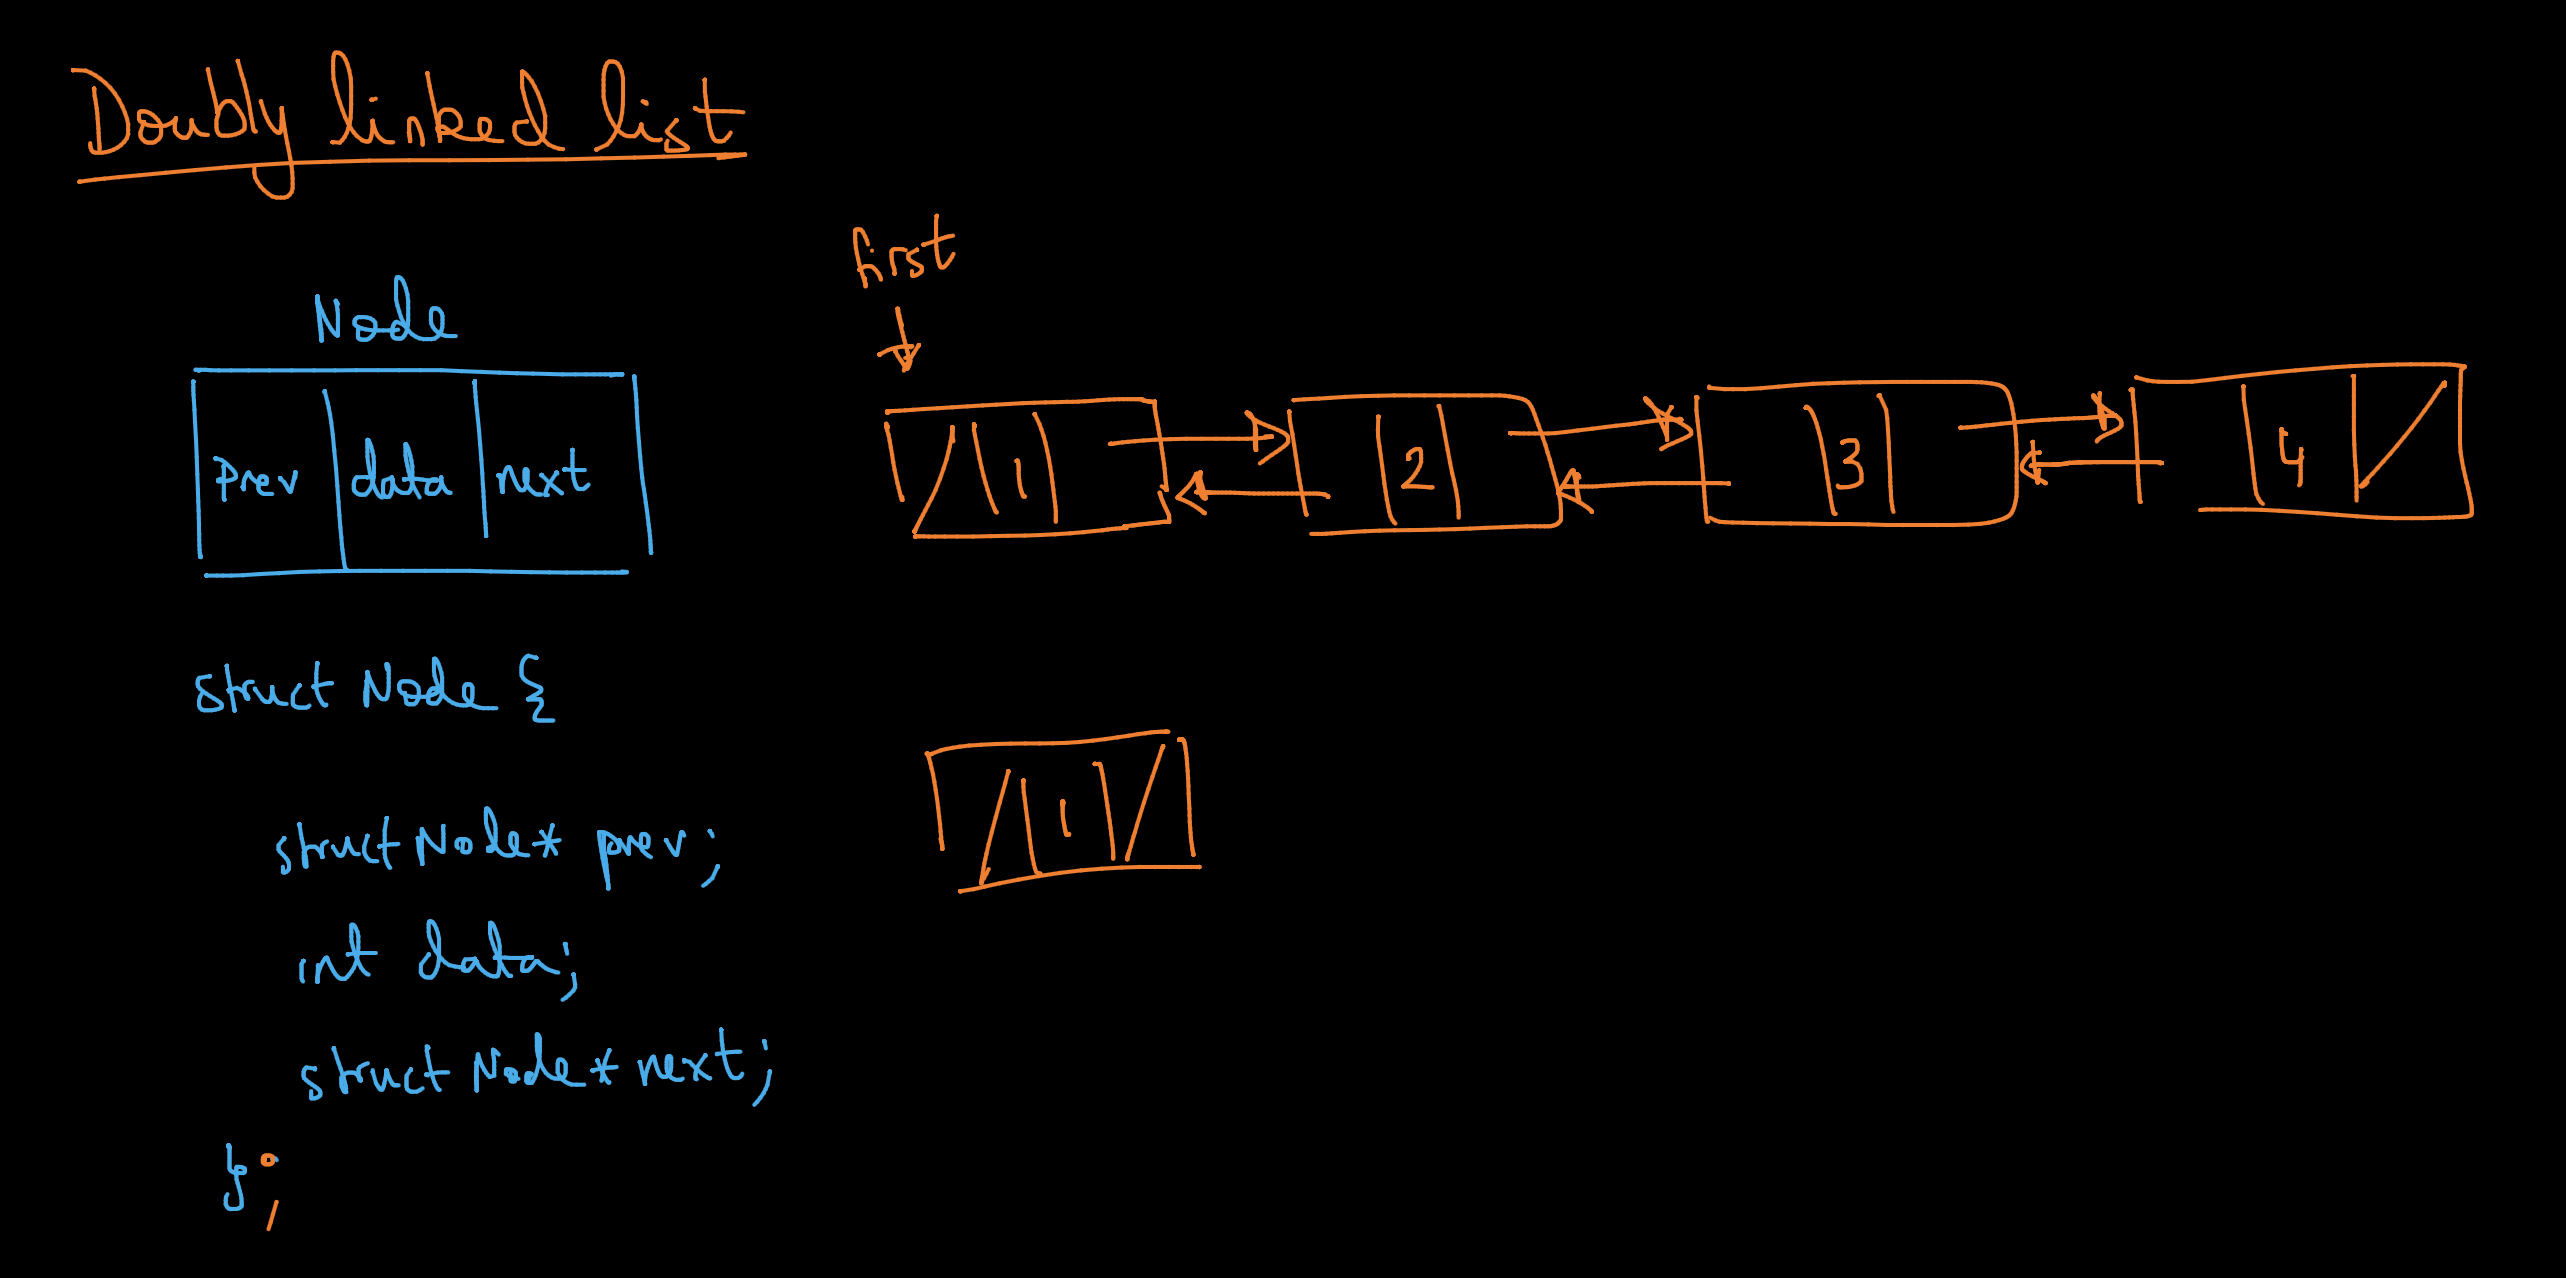 Doubly linked list
first
Node
prev data next
1 2 3 4
struct Node {
struct Node* prev;
int data;
struct Node* next;
};
1